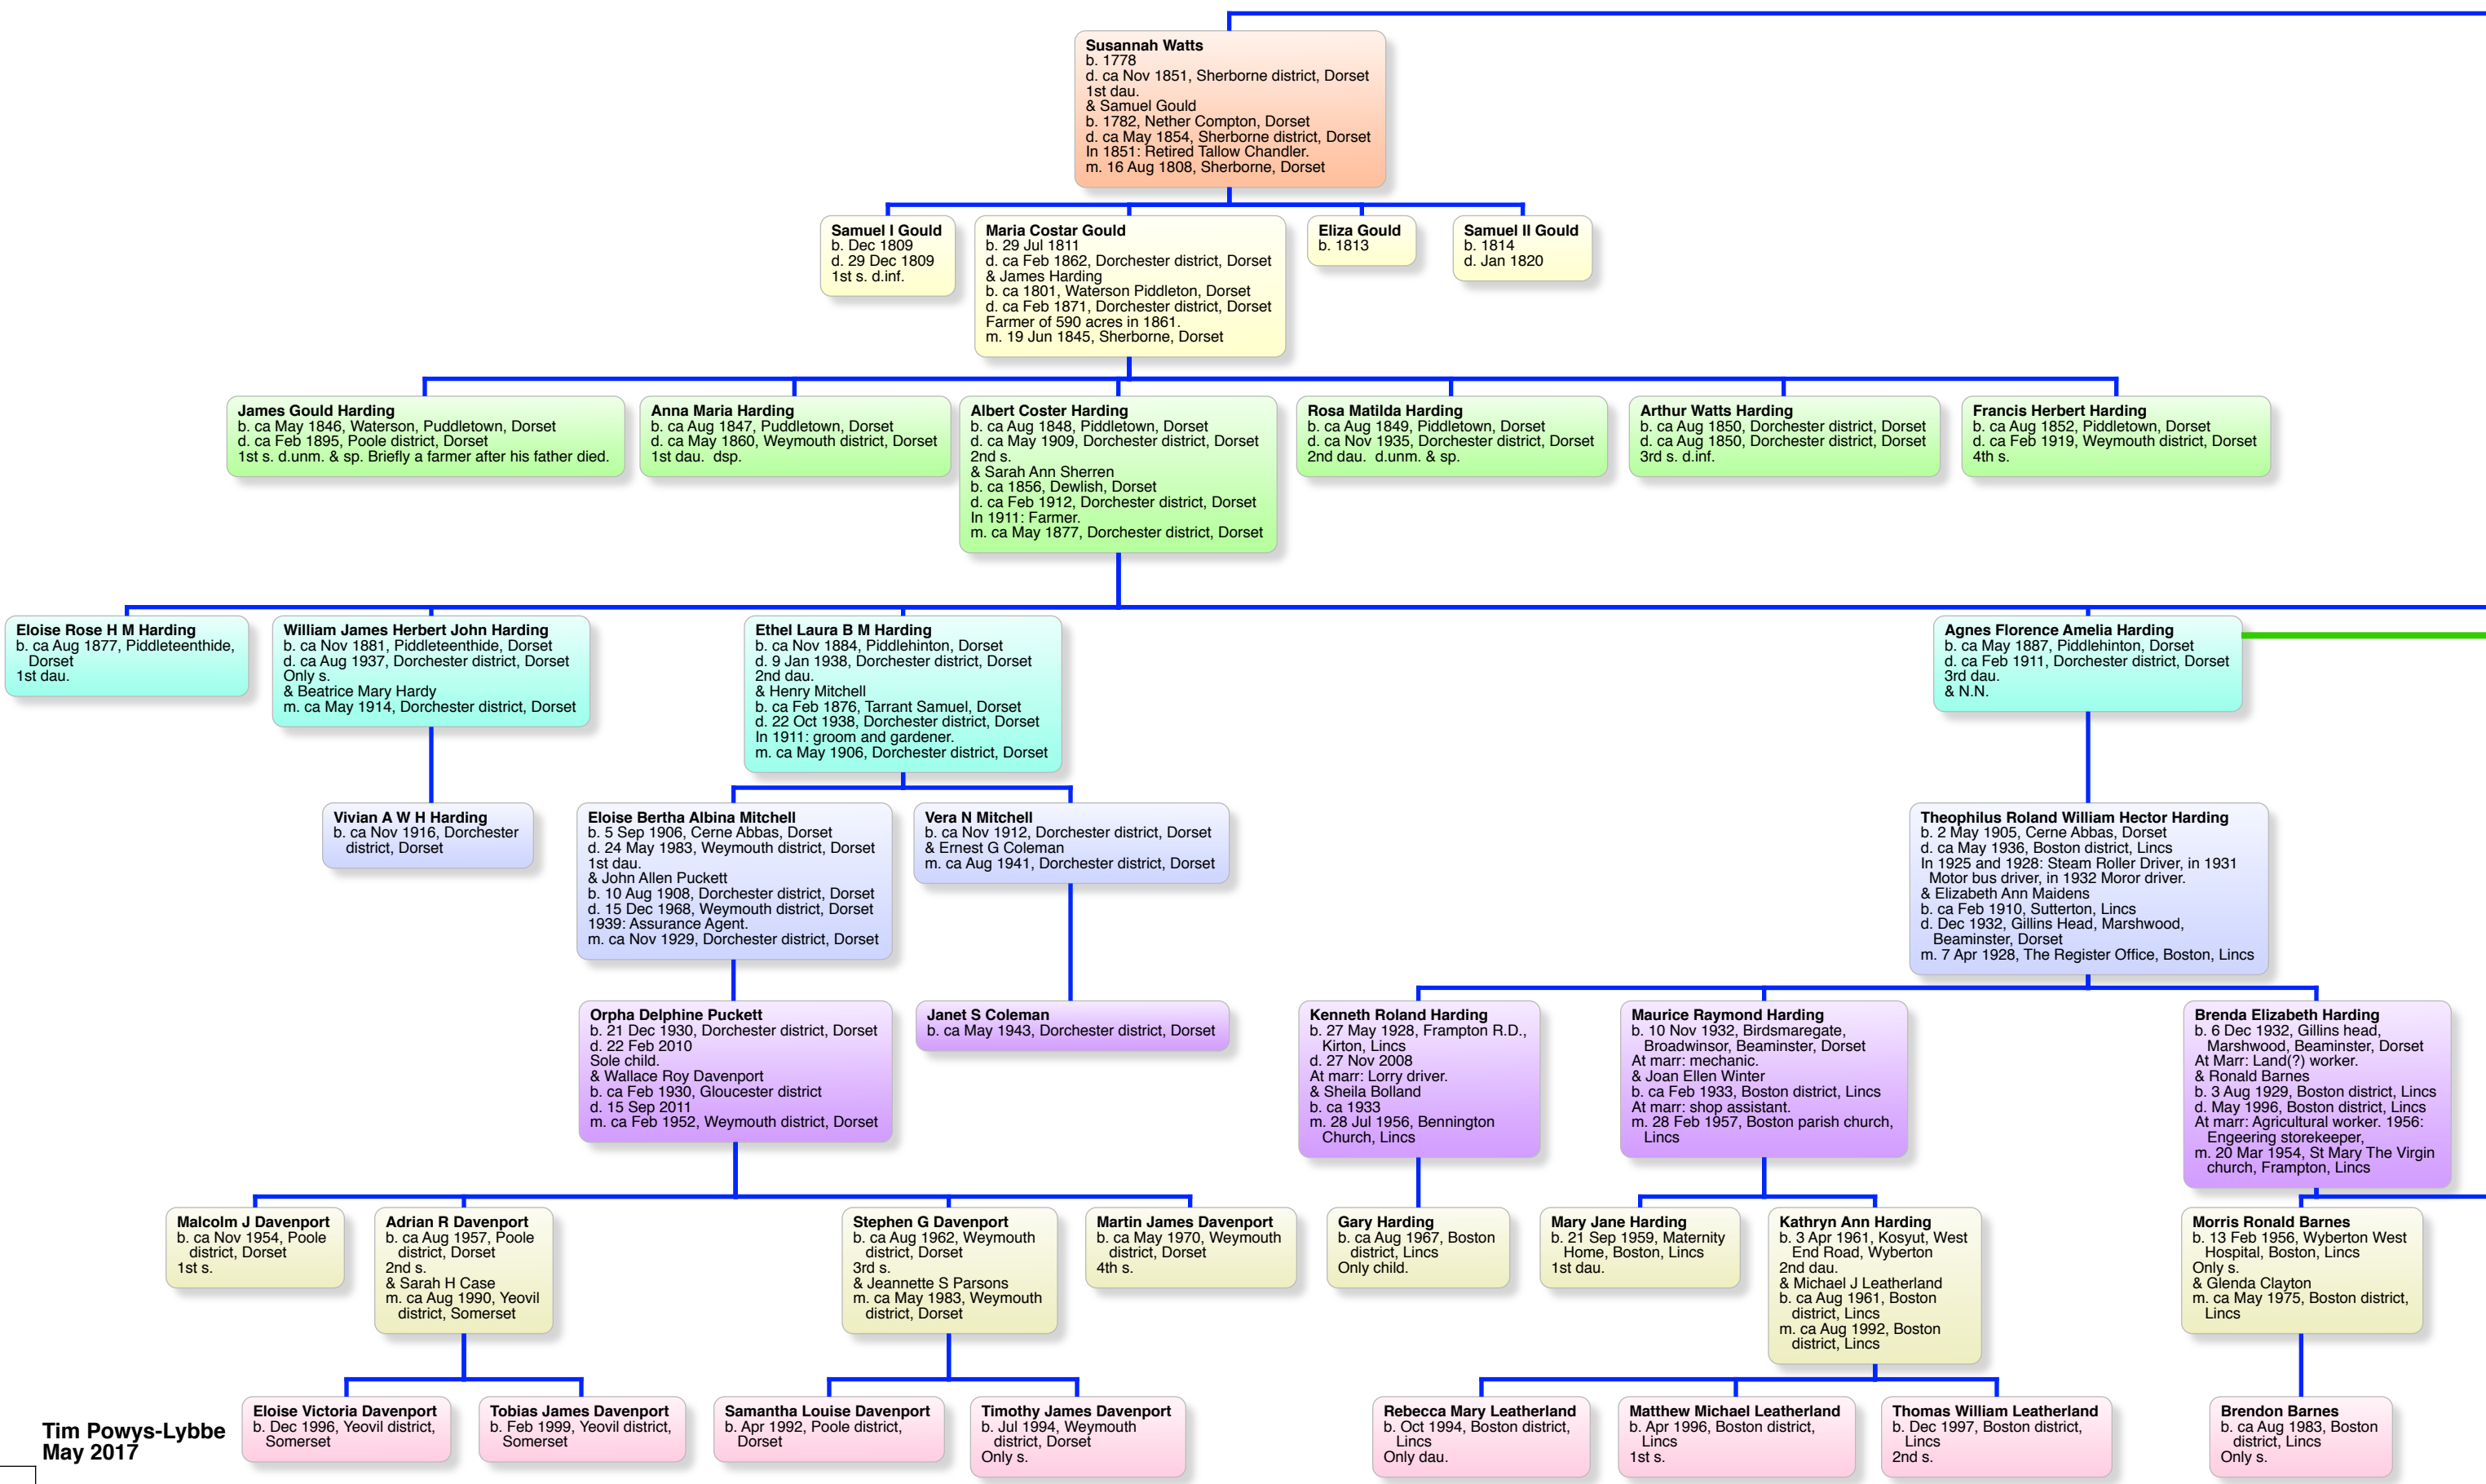 Susannah Watts
b. 1778
d. ca Nov 1851, Sherborne district, Dorset
1st dau.
& Samuel Gould
b. 1782, Nether Compton, Dorset
d. ca May 1854, Sherborne district, Dorset
In 1851: Retired Tallow Chandler.
m. 16 Aug 1808, Sherborne, Dorset
Samuel I Gould
b. Dec 1809
d. 29 Dec 1809
1st s. d.inf.
Maria Costar Gould
b. 29 Jul 1811
d. ca Feb 1862, Dorchester district, Dorset
& James Harding
b. ca 1801, Waterson Piddleton, Dorset
d. ca Feb 1871, Dorchester district, Dorset
Farmer of 590 acres in 1861.
m. 19 Jun 1845, Sherborne, Dorset
Eliza Gould
b. 1813
Samuel II Gould
b. 1814
d. Jan 1820
James Gould Harding
b. ca May 1846, Waterson, Puddletown, Dorset
d. ca Feb 1895, Poole district, Dorset
1st s. d.unm. & sp. Briefly a farmer after his father died.
Anna Maria Harding
b. ca Aug 1847, Puddletown, Dorset
d. ca May 1860, Weymouth district, Dorset
1st dau. dsp.
Albert Coster Harding
b. ca Aug 1848, Piddletown, Dorset
d. ca May 1909, Dorchester district, Dorset
2nd s.
& Sarah Ann Sherren
b. ca 1856, Dewlish, Dorset
d. ca Feb 1912, Dorchester district, Dorset
In 1911: Farmer.
m. ca May 1877, Dorchester district, Dorset
Rosa Matilda Harding
b. ca Aug 1849, Piddletown, Dorset
d. ca Nov 1935, Dorchester district, Dorset
2nd dau. d.unm. & sp.
Arthur Watts Harding
b. ca Aug 1850, Dorchester district, Dorset
d. ca Aug 1850, Dorchester district, Dorset
3rd s. d.inf.
Francis Herbert Harding
b. ca Aug 1852, Piddletown, Dorset
d. ca Feb 1919, Weymouth district, Dorset
4th s.
Eloise Rose H M Harding
b. ca Aug 1877, Piddleteenthide,
Dorset
1st dau.
William James Herbert John Harding
b. ca Nov 1881, Piddleteenthide, Dorset
d. ca Aug 1937, Dorchester district, Dorset
Only s.
& Beatrice Mary Hardy
m. ca May 1914, Dorchester district, Dorset
Ethel Laura B M Harding
b. ca Nov 1884, Piddlehinton, Dorset
d. 9 Jan 1938, Dorchester district, Dorset
2nd dau.
& Henry Mitchell
b. ca Feb 1876, Tarrant Samuel, Dorset
d. 22 Oct 1938, Dorchester district, Dorset
In 1911: groom and gardener.
m. ca May 1906, Dorchester district, Dorset
Agnes Florence Amelia Harding
b. ca May 1887, Piddlehinton, Dorset
d. ca Feb 1911, Dorchester district, Dorset
3rd dau.
& N.N.
Vivian A W H Harding
b. ca Nov 1916, Dorchester
district, Dorset
Eloise Bertha Albina Mitchell
b. 5 Sep 1906, Cerne Abbas, Dorset
d. 24 May 1983, Weymouth district, Dorset
1st dau.
& John Allen Puckett
b. 10 Aug 1908, Dorchester district, Dorset
d. 15 Dec 1968, Weymouth district, Dorset
1939: Assurance Agent.
m. ca Nov 1929, Dorchester district, Dorset
Vera N Mitchell
b. ca Nov 1912, Dorchester district, Dorset
& Ernest G Coleman
m. ca Aug 1941, Dorchester district, Dorset
Theophilus Roland William Hector Harding
b. 2 May 1905, Cerne Abbas, Dorset
d. ca May 1936, Boston district, Lincs
In 1925 and 1928: Steam Roller Driver, in 1931
Motor bus driver, in 1932 Moror driver.
& Elizabeth Ann Maidens
b. ca Feb 1910, Sutterton, Lincs
d. Dec 1932, Gillins Head, Marshwood,
Beaminster, Dorset
m. 7 Apr 1928, The Register Office, Boston, Lincs
Orpha Delphine Puckett
b. 21 Dec 1930, Dorchester district, Dorset
d. 22 Feb 2010
Sole child.
& Wallace Roy Davenport
b. ca Feb 1930, Gloucester district
d. 15 Sep 2011
m. ca Feb 1952, Weymouth district, Dorset
Janet S Coleman
b. ca May 1943, Dorchester district, Dorset
Kenneth Roland Harding
b. 27 May 1928, Frampton R.D.,
Kirton, Lincs
d. 27 Nov 2008
At marr: Lorry driver.
& Sheila Bolland
b. ca 1933
m. 28 Jul 1956, Bennington
Church, Lincs
Maurice Raymond Harding
b. 10 Nov 1932, Birdsmaregate,
Broadwinsor, Beaminster, Dorset
At marr: mechanic.
& Joan Ellen Winter
b. ca Feb 1933, Boston district, Lincs
At marr: shop assistant.
m. 28 Feb 1957, Boston parish church,
Lincs
Brenda Elizabeth Harding
b. 6 Dec 1932, Gillins head,
Marshwood, Beaminster, Dorset
At Marr: Land(?) worker.
& Ronald Barnes
b. 3 Aug 1929, Boston district, Lincs
d. May 1996, Boston district, Lincs
At marr: Agricultural worker. 1956:
Engeering storekeeper,
m. 20 Mar 1954, St Mary The Virgin
church, Frampton, Lincs
Malcolm J Davenport
b. ca Nov 1954, Poole
district, Dorset
1st s.
Adrian R Davenport
b. ca Aug 1957, Poole
district, Dorset
2nd s.
& Sarah H Case
m. ca Aug 1990, Yeovil
district, Somerset
Stephen G Davenport
b. ca Aug 1962, Weymouth
district, Dorset
3rd s.
& Jeannette S Parsons
m. ca May 1983, Weymouth
district, Dorset
Martin James Davenport
b. ca May 1970, Weymouth
district, Dorset
4th s.
Gary Harding
b. ca Aug 1967, Boston
district, Lincs
Only child.
Mary Jane Harding
b. 21 Sep 1959, Maternity
Home, Boston, Lincs
1st dau.
Kathryn Ann Harding
b. 3 Apr 1961, Kosyut, West
End Road, Wyberton
2nd dau.
& Michael J Leatherland
b. ca Aug 1961, Boston
district, Lincs
m. ca Aug 1992, Boston
district, Lincs
Morris Ronald Barnes
b. 13 Feb 1956, Wyberton West
Hospital, Boston, Lincs
Only s.
& Glenda Clayton
m. ca May 1975, Boston district,
Lincs
Eloise Victoria Davenport
b. Dec 1996, Yeovil district,
Somerset
Tobias James Davenport
b. Feb 1999, Yeovil district,
Somerset
Samantha Louise Davenport
b. Apr 1992, Poole district,
Dorset
Timothy James Davenport
b. Jul 1994, Weymouth
district, Dorset
Only s.
Rebecca Mary Leatherland
b. Oct 1994, Boston district,
Lincs
Only dau.
Matthew Michael Leatherland
b. Apr 1996, Boston district,
Lincs
1st s.
Thomas William Leatherland
b. Dec 1997, Boston district,
Lincs
2nd s.
Brendon Barnes
b. ca Aug 1983, Boston
district, Lincs
Only s.
Tim Powys-Lybbe
May 2017